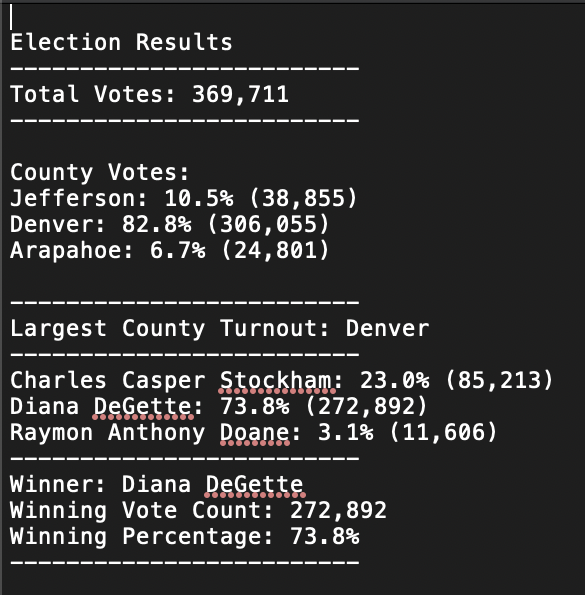 Election Results
-------------------------
Total Votes: 369,711
-------------------------
County Votes:
Jefferson: 10.5% (38,855)
Denver: 82.8% (306,055)
Arapahoe: 6.7% (24,801)
-------------------------
Largest County Turnout: Denver
-------------------------
Charles Casper Stockham: 23.0% (85,213)
Diana DeGette: 73.8% (272,892)
Raymon Anthony Doane: 3.1% (11,606)
-------------------------
Winner: Diana DeGette
Winning Vote Count: 272,892
Winning Percentage: 73.8%
-------------------------